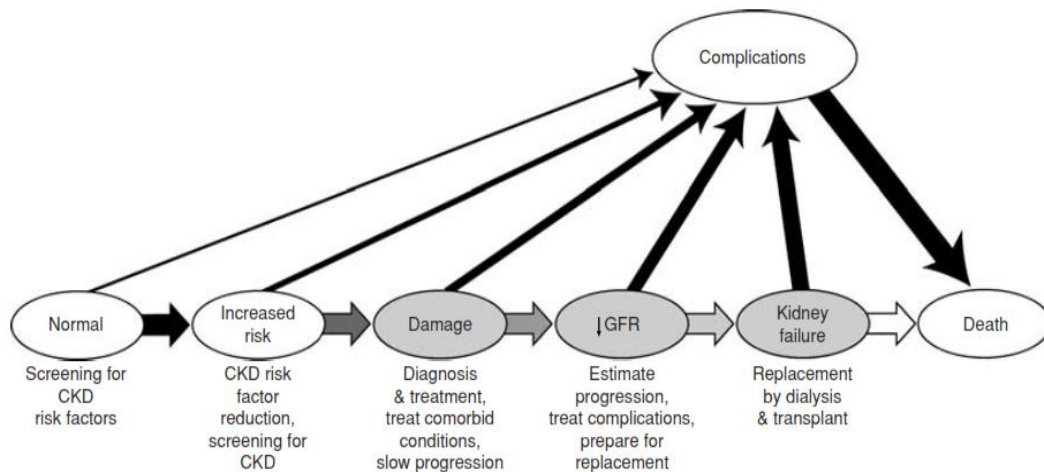 Complications
Normal
Increased
risk
Damage
↓GFR
Kidney
failure
Death
Screening for
CKD
risk factors
CKD risk
factor
reduction,
screening for
CKD
Diagnosis
& treatment,
treat comorbid
conditions,
slow progression
Estimate
progression,
treat complications,
prepare for
replacement
Replacement
by dialysis
& transplant